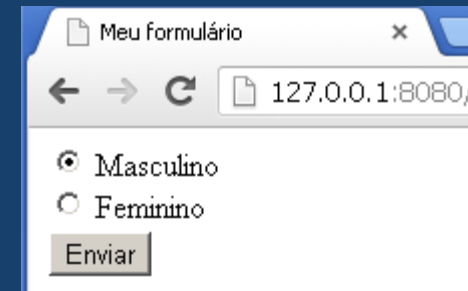 Meu formulário
127.0.0.1:8080/
Masculino
Feminino
Enviar